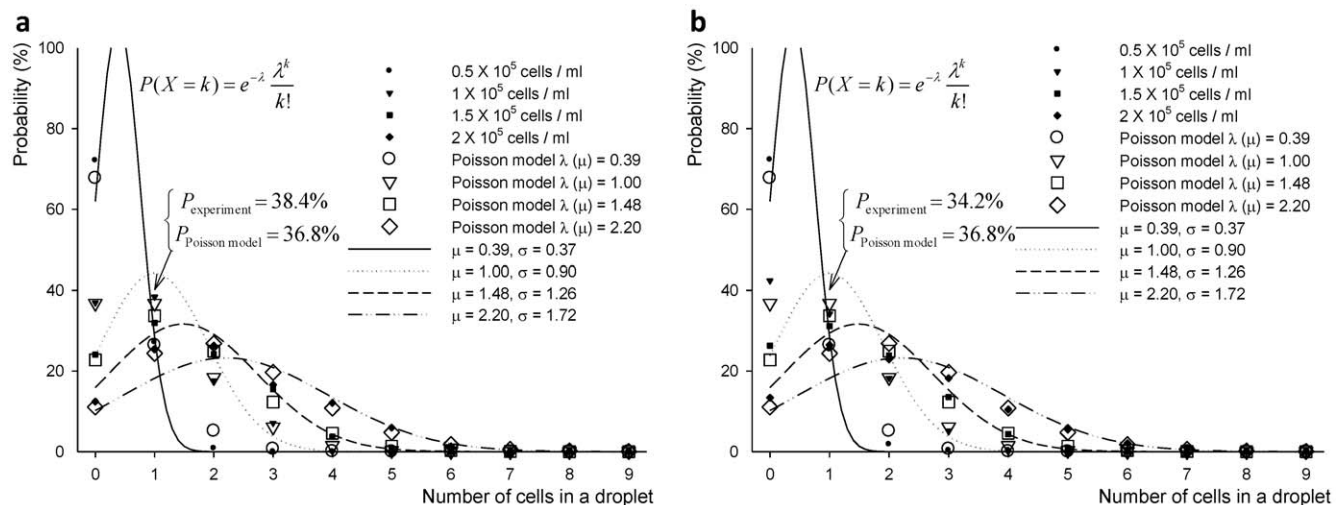 a
Probability (%)
100
80
60
40
20
0
P(X = k) = e^{-λ} λ^k / k!
0.5 X 10^5 cells / ml
1 X 10^5 cells / ml
1.5 X 10^5 cells / ml
2 X 10^5 cells / ml
Poisson model λ (μ) = 0.39
Poisson model λ (μ) = 1.00
Poisson model λ (μ) = 1.48
Poisson model λ (μ) = 2.20
μ = 0.39, σ = 0.37
μ = 1.00, σ = 0.90
μ = 1.48, σ = 1.26
μ = 2.20, σ = 1.72
P_experiment = 38.4%
P_Poisson model = 36.8%
0 1 2 3 4 5 6 7 8 9
Number of cells in a droplet
b
Probability (%)
100
80
60
40
20
0
P(X = k) = e^{-λ} λ^k / k!
0.5 X 10^5 cells / ml
1 X 10^5 cells / ml
1.5 X 10^5 cells / ml
2 X 10^5 cells / ml
Poisson model λ (μ) = 0.39
Poisson model λ (μ) = 1.00
Poisson model λ (μ) = 1.48
Poisson model λ (μ) = 2.20
μ = 0.39, σ = 0.37
μ = 1.00, σ = 0.90
μ = 1.48, σ = 1.26
μ = 2.20, σ = 1.72
P_experiment = 34.2%
P_Poisson model = 36.8%
0 1 2 3 4 5 6 7 8 9
Number of cells in a droplet